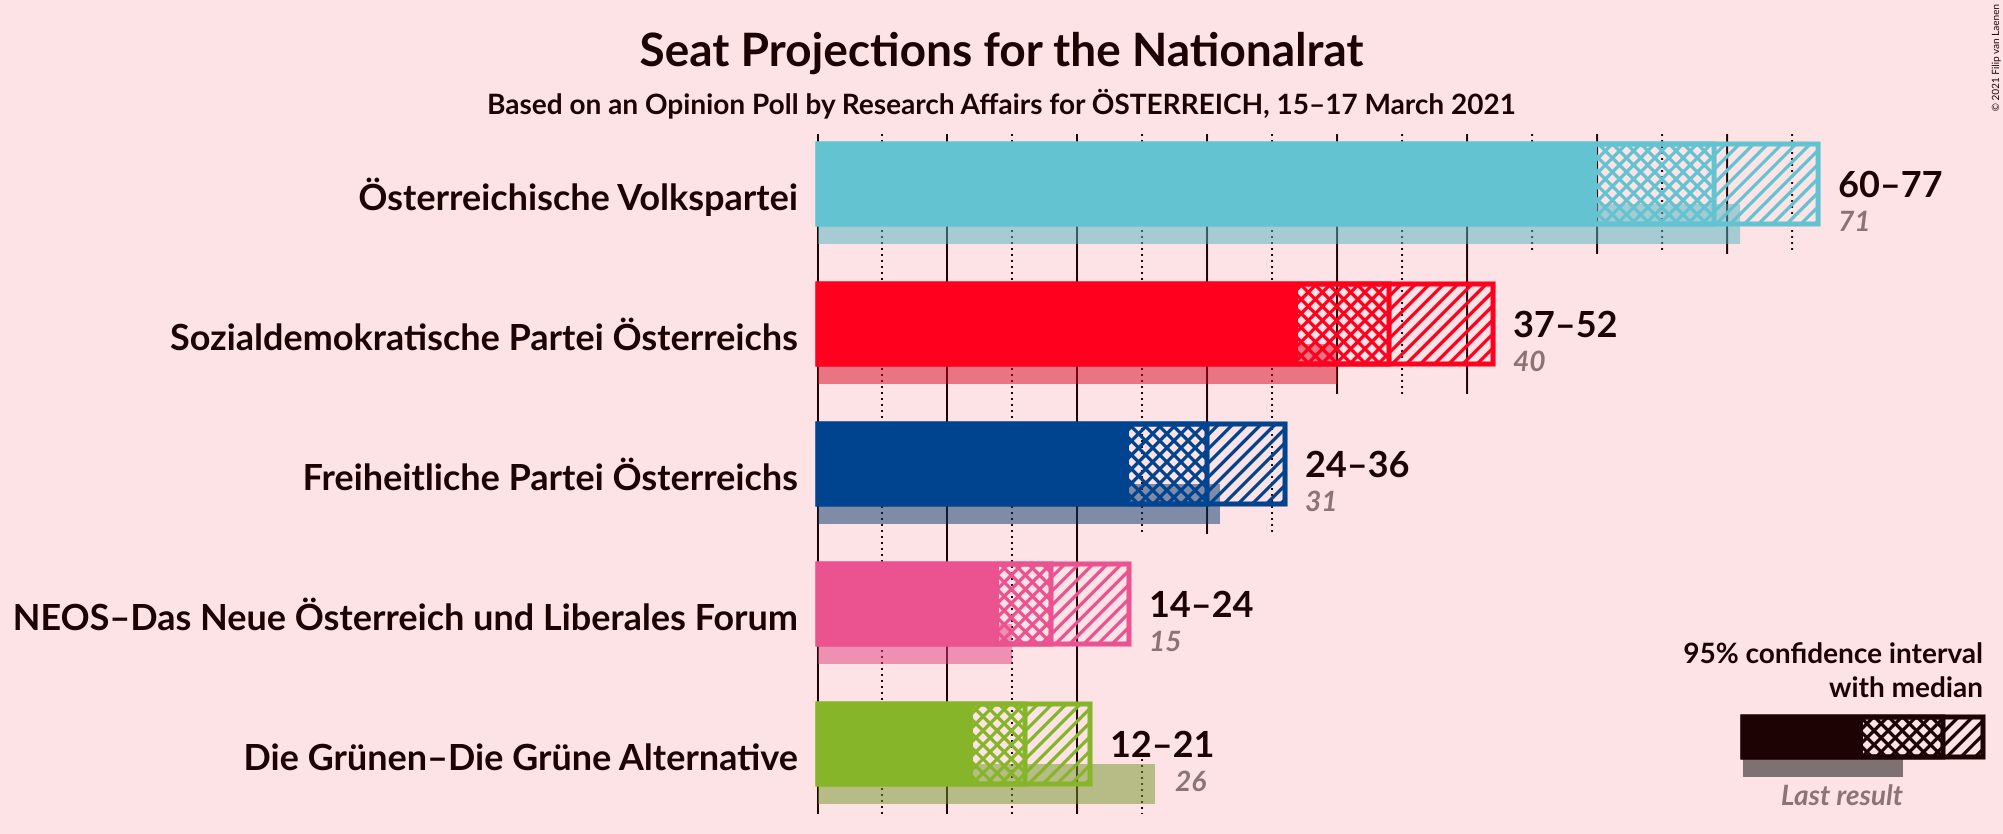 Seat Projections for the Nationalrat
Based on an Opinion Poll by Research Affairs for ÖSTERREICH, 15–17 March 2021
© 2021 Filip van Laenen
Österreichische Volkspartei
60–77
71
Sozialdemokratische Partei Österreichs
37–52
40
Freiheitliche Partei Österreichs
24–36
31
NEOS–Das Neue Österreich und Liberales Forum
14–24
15
Die Grünen–Die Grüne Alternative
12–21
26
95% confidence interval
with median
Last result